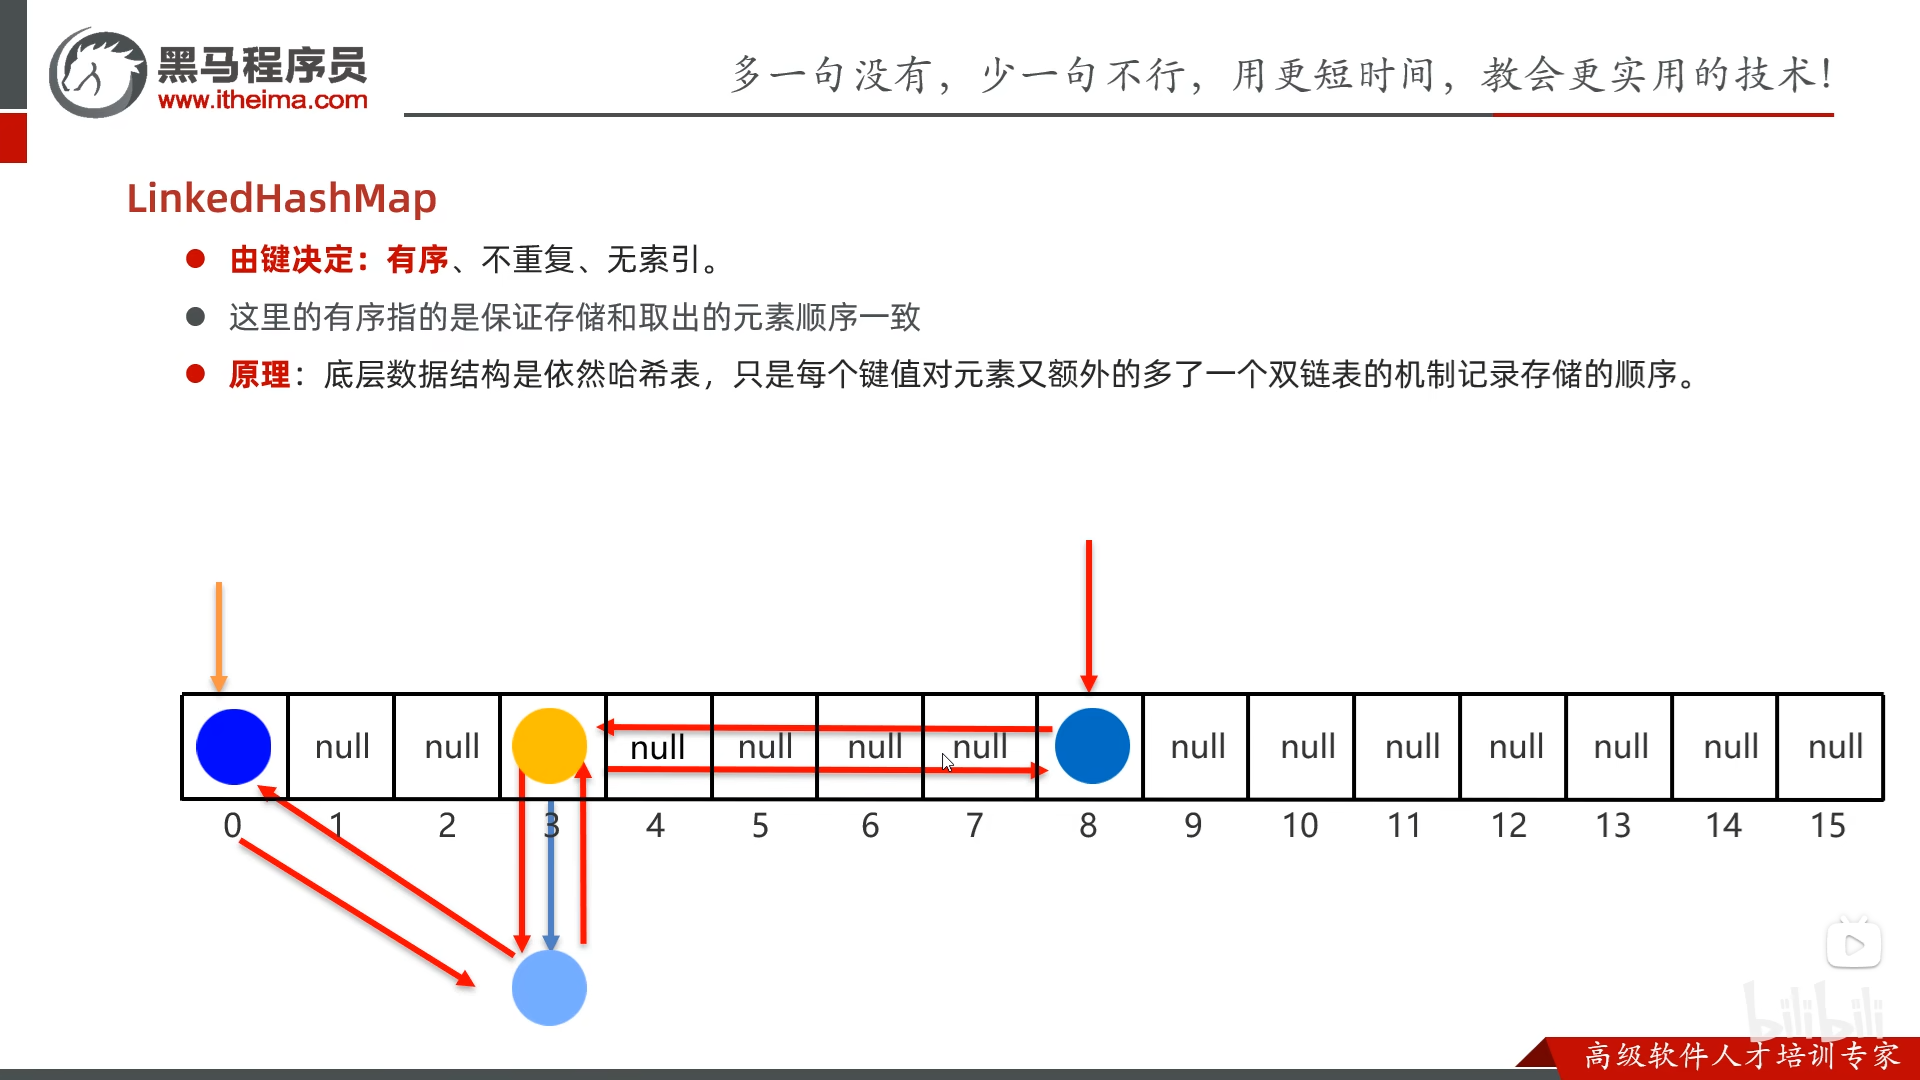 黑马程序员
www.itheima.com
多一句没有，少一句不行，用更短时间，教会更实用的技术！
LinkedHashMap
由键决定：有序、不重复、无索引。
这里的有序指的是保证存储和取出的元素顺序一致
原理：底层数据结构是依然哈希表，只是每个键值对元素又额外的多了一个双链表的机制记录存储的顺序。
null null null null null null null null null null null null null
0 1 2 3 4 5 6 7 8 9 10 11 12 13 14 15
bilibili
高级软件人才培训专家